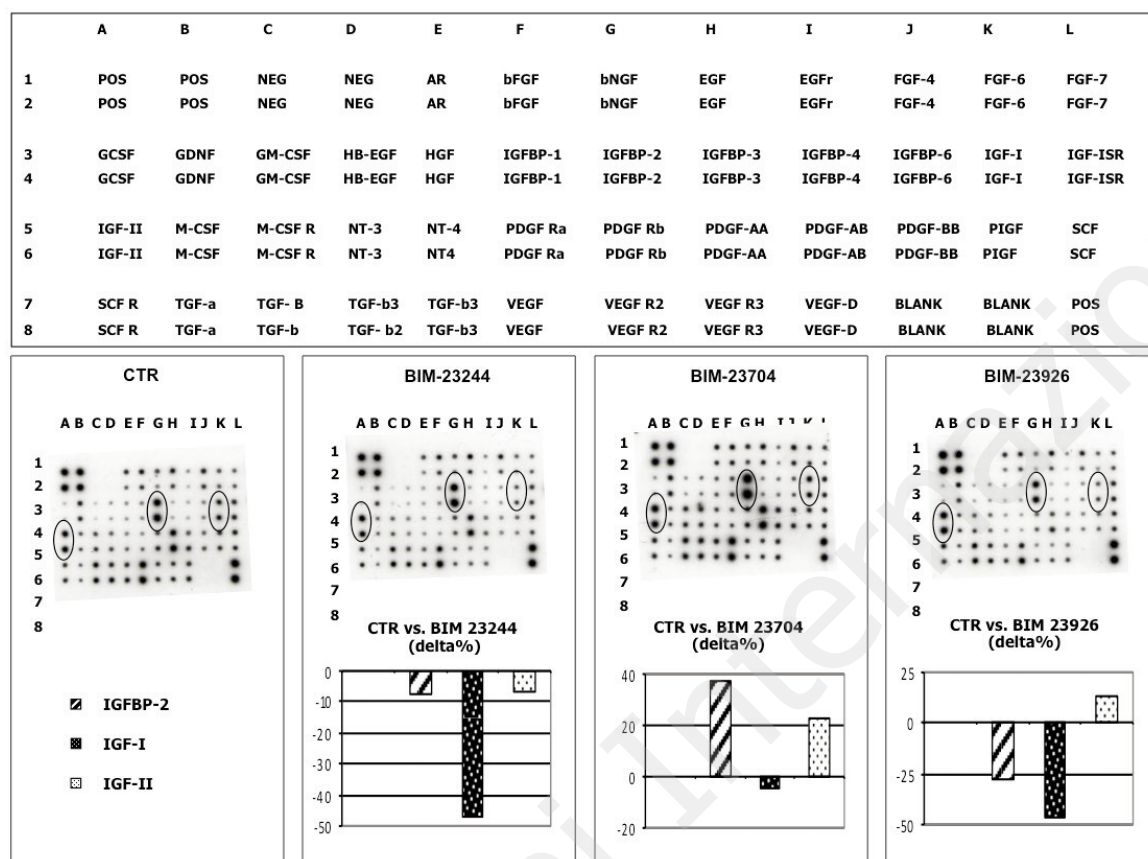 A B C D E F G H I J K L
1 POS POS NEG NEG AR bFGF bNGF EGF EGFr FGF-4 FGF-6 FGF-7
2 POS POS NEG NEG AR bFGF bNGF EGF EGFr FGF-4 FGF-6 FGF-7
3 GCSF GDNF GM-CSF HB-EGF HGF IGFBP-1 IGFBP-2 IGFBP-3 IGFBP-4 IGFBP-6 IGF-I IGF-ISR
4 GCSF GDNF GM-CSF HB-EGF HGF IGFBP-1 IGFBP-2 IGFBP-3 IGFBP-4 IGFBP-6 IGF-I IGF-ISR
5 IGF-II M-CSF M-CSF R NT-3 NT-4 PDGF Ra PDGF Rb PDGF-AA PDGF-AB PDGF-BB PIGF SCF
6 IGF-II M-CSF M-CSF R NT-3 NT4 PDGF Ra PDGF Rb PDGF-AA PDGF-AB PDGF-BB PIGF SCF
7 SCF R TGF-a TGF- B TGF-b3 TGF-b3 VEGF VEGF R2 VEGF R3 VEGF-D BLANK BLANK POS
8 SCF R TGF-a TGF-b TGF- b2 TGF-b3 VEGF VEGF R2 VEGF R3 VEGF-D BLANK BLANK POS
CTR
A B C D E F G H I J K L
1
2
3
4
5
6
7
8
IGFBP-2
IGF-I
IGF-II
BIM-23244
A B C D E F G H I J K L
1
2
3
4
5
6
7
8
CTR vs. BIM 23244
(delta%)
0
-10
-20
-30
-40
-50
BIM-23704
A B C D E F G H I J K L
1
2
3
4
5
6
7
8
CTR vs. BIM 23704
(delta%)
40
20
0
-20
BIM-23926
A B C D E F G H I J K L
1
2
3
4
5
6
7
8
CTR vs. BIM 23926
(delta%)
25
0
-25
-50
i Internazio